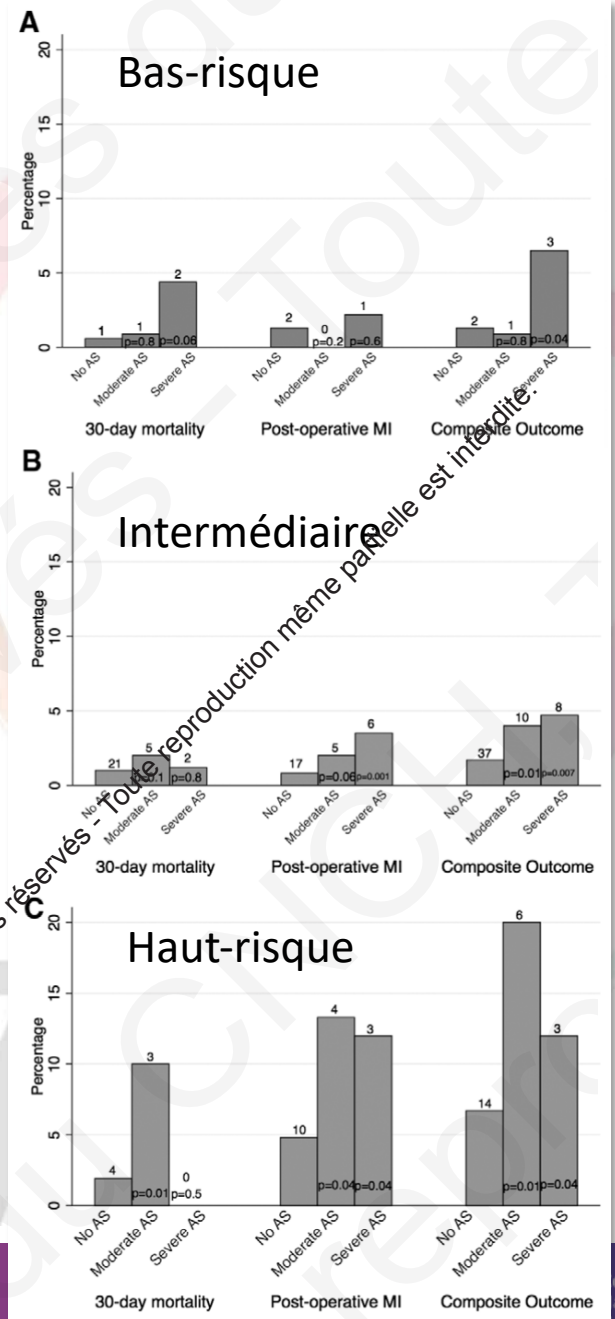 A
Bas-risque
Percentage
20
15
10
5
0
1 1 2
2 0 1
2 1 3
p=0.8 p=0.06
p=0.2 p=0.6
p=0.8 p=0.04
No AS Moderate AS Severe AS
No AS Moderate AS Severe AS
No AS Moderate AS Severe AS
30-day mortality Post-operative MI Composite Outcome
B
Intermédiaire
Percentage
20
15
10
5
0
21 5 2
17 5 6
37 10 8
p=0.1 p=0.8
p=0.06 p=0.001
p=0.01 p=0.007
No AS Moderate AS Severe AS
No AS Moderate AS Severe AS
No AS Moderate AS Severe AS
30-day mortality Post-operative MI Composite Outcome
C
Haut-risque
Percentage
20
15
10
5
0
4 3 0
10 4 3
14 6 3
p=0.01 p=0.5
p=0.04 p=0.04
p=0.01 p=0.04
No AS Moderate AS Severe AS
No AS Moderate AS Severe AS
No AS Moderate AS Severe AS
30-day mortality Post-operative MI Composite Outcome
réservés - Toute reproduction même partielle est interdite.
du CNCH